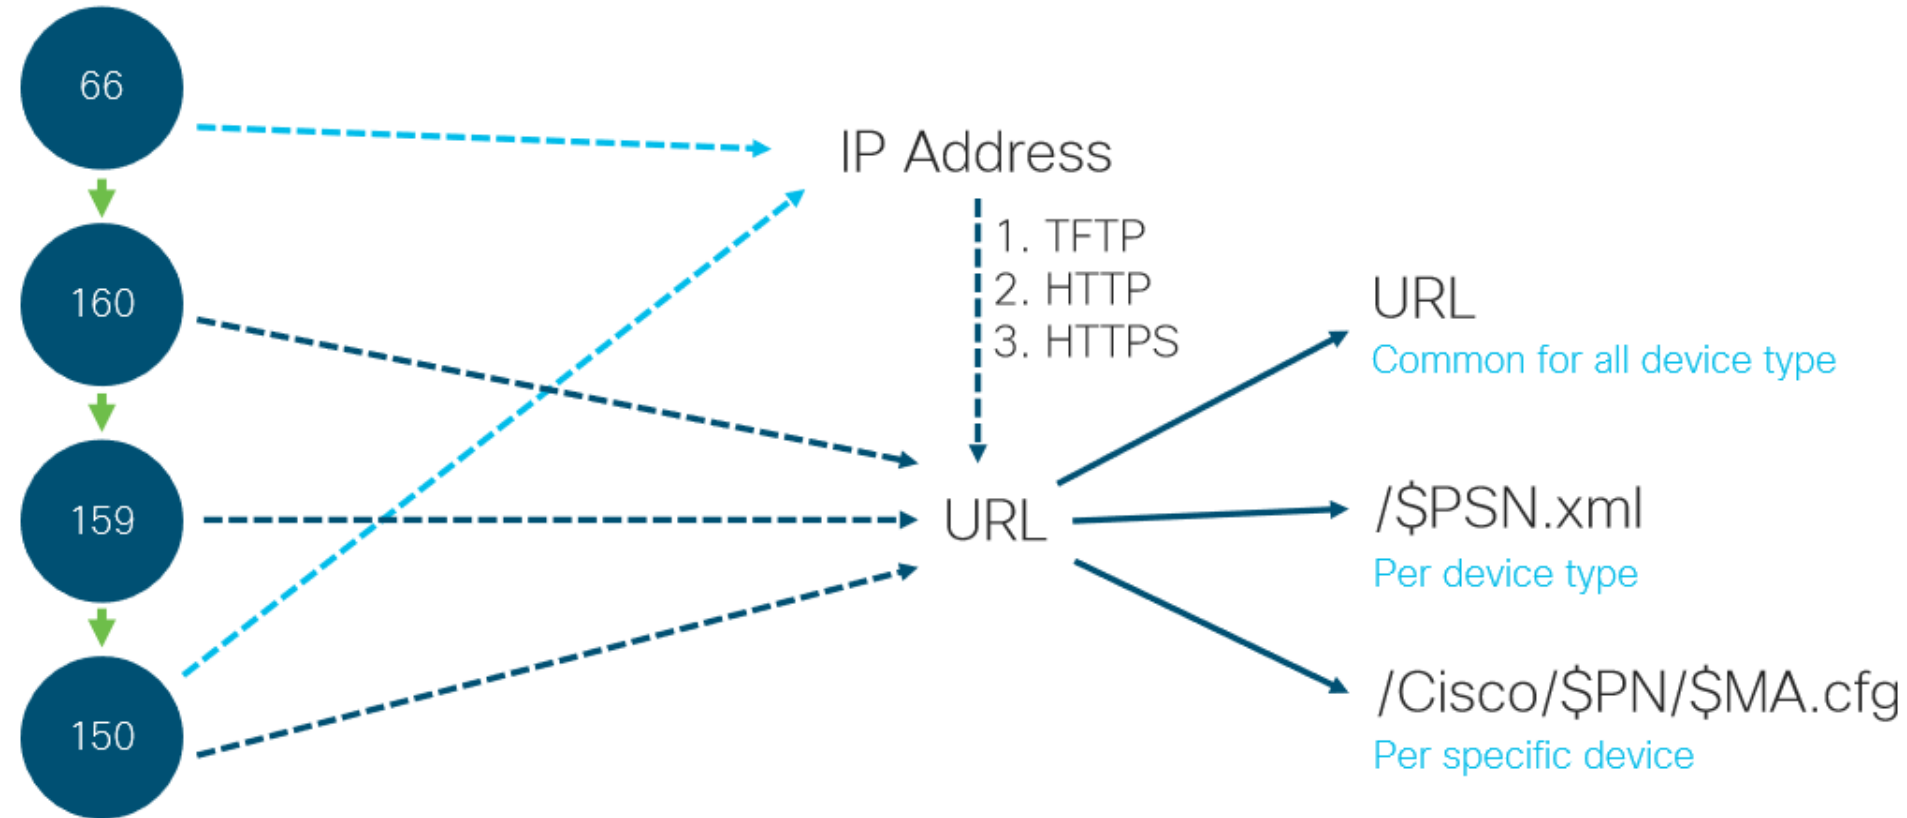 66
160
159
150
IP Address
1. TFTP
2. HTTP
3. HTTPS
URL
URL
Common for all device type
/$PSN.xml
Per device type
/Cisco/$PN/$MA.cfg
Per specific device